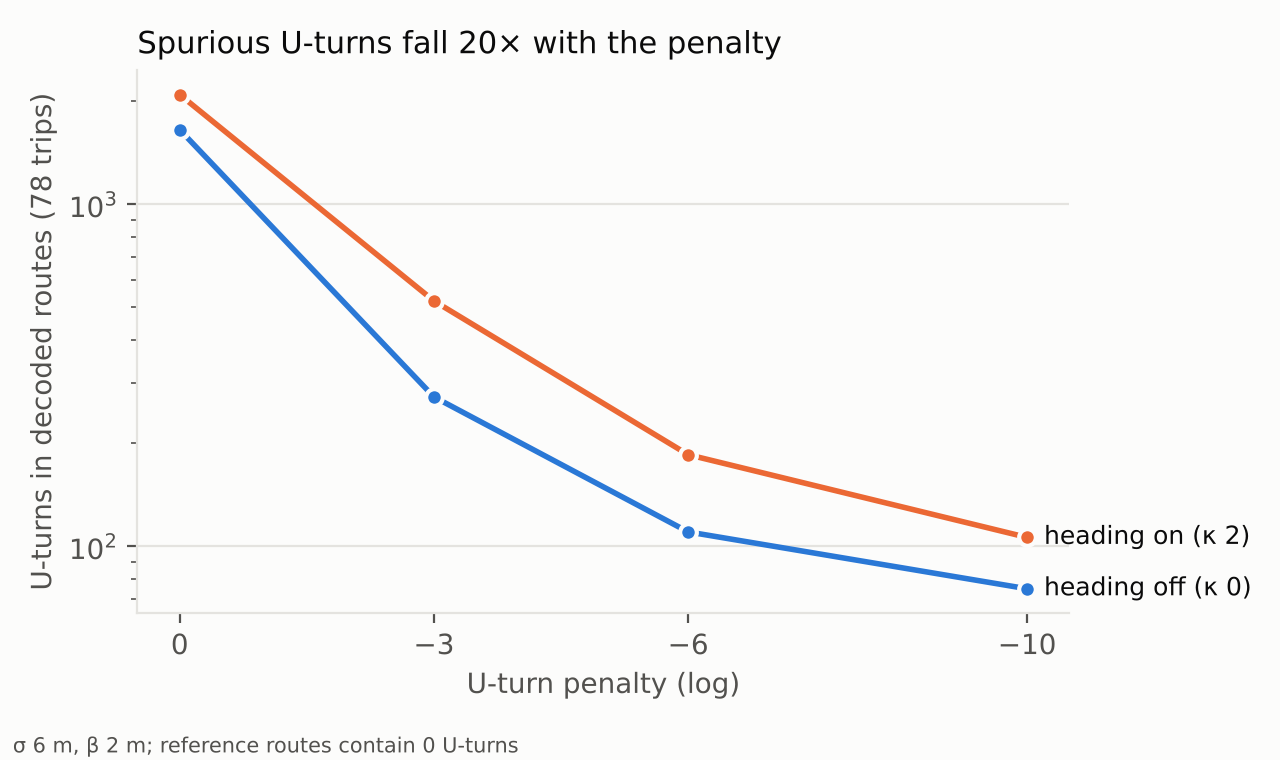 Spurious U-turns fall 20× with the penalty
U-turns in decoded routes (78 trips)
10³
10²
heading on (κ 2)
heading off (κ 0)
0
−3
−6
−10
U-turn penalty (log)
σ 6 m, β 2 m; reference routes contain 0 U-turns